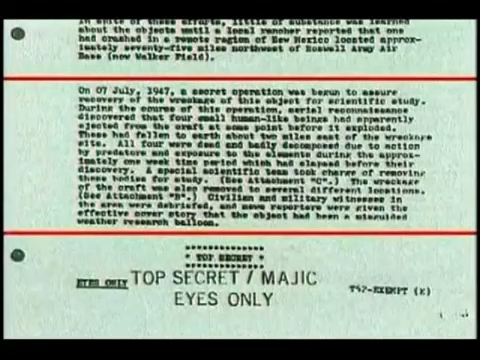 In spite of these efforts, little of substance was learned
about the objects until a local rancher reported that one
had crashed in a remote region of New Mexico located approx-
imately seventy-five miles northwest of Roswell Army Air
Base (now Walker Field).
On 07 July, 1947, a secret operation was begun to assure
recovery of the wreckage of this object for scientific study.
During the course of this operation, aerial reconnaissance
discovered that four small human-like beings had apparently
ejected from the craft at some point before it exploded.
These had fallen to earth about two miles east of the wreckage
site. All four were dead and badly decomposed due to action
by predators and exposure to the elements during the approx-
imately one week time period which had elapsed before their
discovery. A special scientific team took charge of removing
these bodies for study. (See Attachment "C".) The wreckage
of the craft was also removed to several different locations.
(See Attachment "B".) Civilian and military witnesses in
the area were debriefed, and news reporters were given the
effective cover story that the object had been a misguided
weather research balloon.
* TOP SECRET *
EYES ONLY TOP SECRET / MAJIC
EYES ONLY
T52-EXEMPT (E)